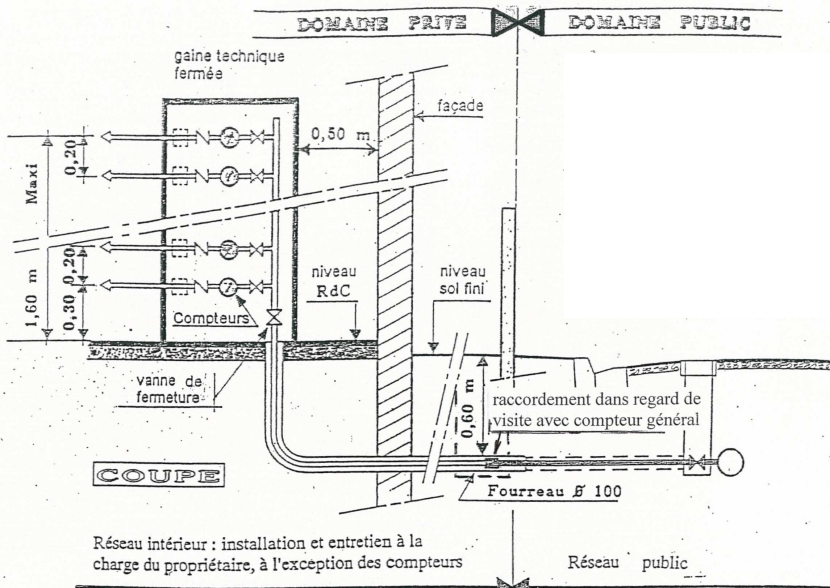 DOMAINE PRIVE
DOMAINE PUBLIC
gaine technique
fermée
façade
0,50 m
0,20
Maxi
1,60 m
0,20
0,30
niveau
RdC
niveau
sol fini
Compteurs
vanne de
fermeture
0,60 m
raccordement dans regard de
visite avec compteur général
COUPE
Fourreau Ø 100
Réseau intérieur : installation et entretien à la
charge du propriétaire, à l'exception des compteurs
Réseau public